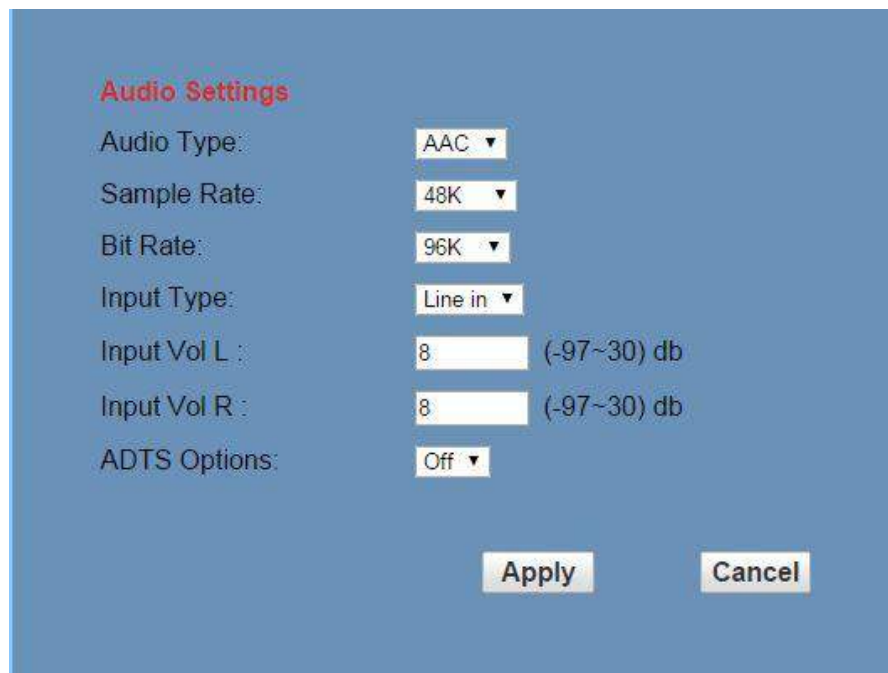 Audio Settings
Audio Type: AAC
Sample Rate: 48K
Bit Rate: 96K
Input Type: Line in
Input Vol L : 8 (-97~30) db
Input Vol R : 8 (-97~30) db
ADTS Options: Off
Apply Cancel